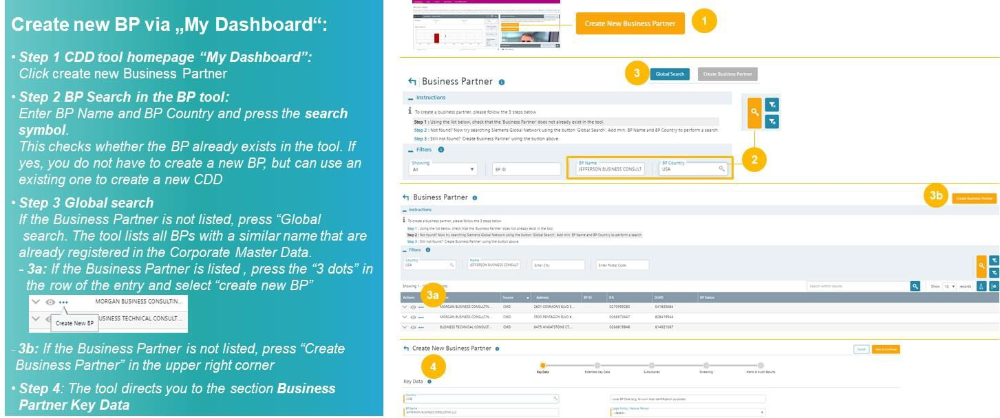 Create new BP via „My Dashboard“:
• Step 1 CDD tool homepage “My Dashboard”:
Click create new Business Partner
• Step 2 BP Search in the BP tool:
Enter BP Name and BP Country and press the search
symbol.
This checks whether the BP already exists in the tool. If
yes, you do not have to create a new BP, but can use an
existing one to create a new CDD
• Step 3 Global search
If the Business Partner is not listed, press “Global
search. The tool lists all BPs with a similar name that are
already registered in the Corporate Master Data.
- 3a: If the Business Partner is listed , press the “3 dots” in
the row of the entry and select “create new BP”
MORGAN BUSINESS CONSULTIN...
USINESS TECHNICAL CONSULT...
Create New BP
- 3b: If the Business Partner is not listed, press “Create
Business Partner” in the upper right corner
• Step 4: The tool directs you to the section Business
Partner Key Data
Create New Business Partner
1
3
Global Search
Create Business Partner
Business Partner
Instructions
To create a business partner, please follow the 3 steps below
Step 1 : Using the list below, check that the 'Business Partner' does not already exist in the tool.
Step 2 : Not found? Now try searching Siemens Global Network using the button 'Global Search'. Add min. BP Name and BP Country to perform a search.
Step 3 : Still not found? 'Create Business Partner' using the button above.
Filters
Showing
All
BP ID
BP Name
JEFFERSON BUSINESS CONSULT
BP Country
USA
2
3b
Create Business Partner
Business Partner
Instructions
To create a business partner, please follow the 3 steps below
Step 1 : Using the list below, check that the 'Business Partner' does not already exist in the tool.
Step 2 : Not found? Now try searching Siemens Global Network using the button 'Global Search'. Add min. BP Name and BP Country to perform a search.
Step 3 : Still not found? 'Create Business Partner' using the button above.
Filters
Country
USA
Name
JEFFERSON BUSINESS CONSULT
Enter City
Enter Postal Code
Showing 1 -
Search within results
Show 10 records
3a
Actions Source Address BP ID IFA DUNS BP Status
MORGAN BUSINESS CONSULTIN... CMD 2601 COMMONS BLVD S... 0270959283 041835684
MORGAN BUSINESS CONSULTIN... CMD 3500 PENTAGON BLVD #... 0266973447 828419544
BUSINESS TECHNICAL CONSULT... CMD 6475 WHEATSTONE CT,... 0266819848 614921067
Create New Business Partner
Cancel
Save & Continue
4
Key Data
Extended Key Data
Subsidiaries
Screening
Alerts & Audit Results
Key Data
Country
USA
Local BP Code (e.g. for own local identification purposes)
BP Name
JEFFERSON BUSINESS CONSULTING LLC
Legal Entity / Natural Person
--Select--